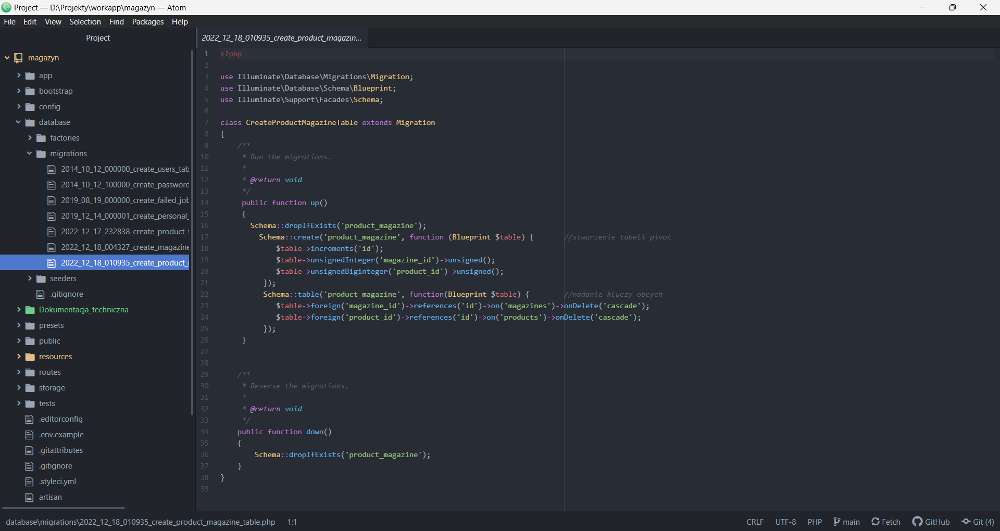 Project — D:\Projekty\workapp\magazyn — Atom
File Edit View Selection Find Packages Help
Project
magazyn
app
bootstrap
config
database
factories
migrations
2014_10_12_000000_create_users_tab
2014_10_12_100000_create_password
2019_08_19_000000_create_failed_job
2019_12_14_000001_create_personal_
2022_12_17_232838_create_product_t
2022_12_18_004327_create_magazine
2022_12_18_010935_create_product_
seeders
.gitignore
Dokumentacja_techniczna
presets
public
resources
routes
storage
tests
.editorconfig
.env.example
.gitattributes
.gitignore
.styleci.yml
artisan
2022_12_18_010935_create_product_magazin...
1 <?php
2
3 use Illuminate\Database\Migrations\Migration;
4 use Illuminate\Database\Schema\Blueprint;
5 use Illuminate\Support\Facades\Schema;
6
7 class CreateProductMagazineTable extends Migration
8 {
9 /**
10 * Run the migrations.
11 *
12 * @return void
13 */
14 public function up()
15 {
16 Schema::dropIfExists('product_magazine');
17 Schema::create('product_magazine', function (Blueprint $table) { //stworzenie tabeli pivot
18 $table->increments('id');
19 $table->unsignedInteger('magazine_id')->unsigned();
20 $table->unsignedBiginteger('product_id')->unsigned();
21 });
22 Schema::table('product_magazine', function(Blueprint $table) { //nadanie kluczy obcych
23 $table->foreign('magazine_id')->references('id')->on('magazines')->onDelete('cascade');
24 $table->foreign('product_id')->references('id')->on('products')->onDelete('cascade');
25 });
26 }
27
28
29 /**
30 * Reverse the migrations.
31 *
32 * @return void
33 */
34 public function down()
35 {
36 Schema::dropIfExists('product_magazine');
37 }
38 }
39
database\migrations\2022_12_18_010935_create_product_magazine_table.php 1:1 CRLF UTF-8 PHP main Fetch GitHub Git (4)